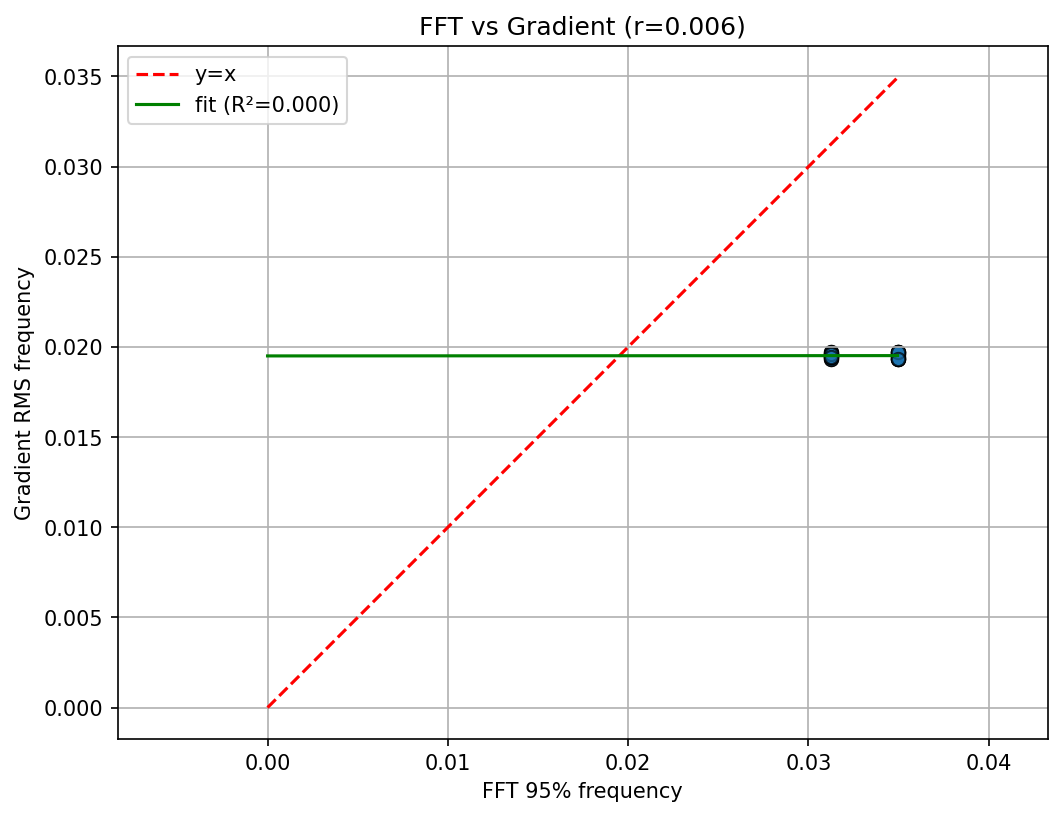 FFT vs Gradient (r=0.006)
y=x
fit (R²=0.000)
0.035
0.030
0.025
0.020
0.015
0.010
0.005
0.000
Gradient RMS frequency
0.00 0.01 0.02 0.03 0.04
FFT 95% frequency